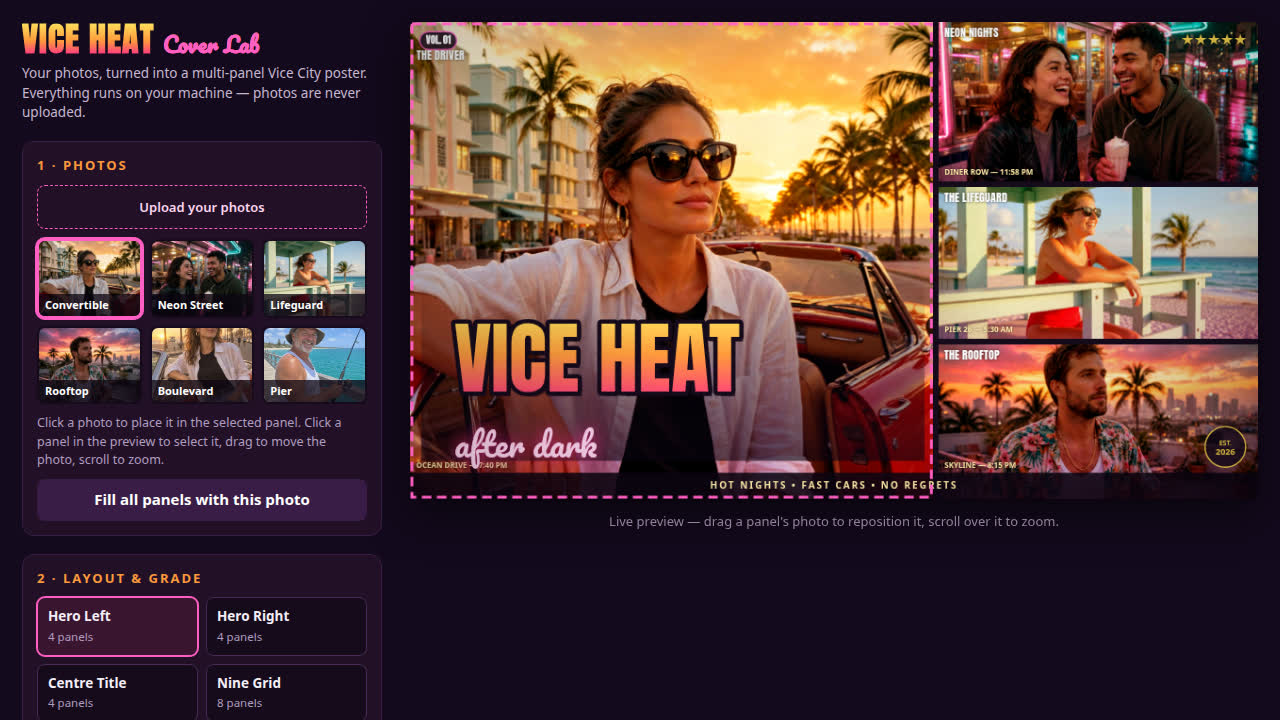 VICE HEAT Cover Lab
Your photos, turned into a multi-panel Vice City poster.
Everything runs on your machine — photos are never
uploaded.
1 · PHOTOS
Upload your photos
Convertible
Neon Street
Lifeguard
Rooftop
Boulevard
Pier
Click a photo to place it in the selected panel. Click a
panel in the preview to select it, drag to move the
photo, scroll to zoom.
Fill all panels with this photo
2 · LAYOUT & GRADE
Hero Left
4 panels
Hero Right
4 panels
Centre Title
4 panels
Nine Grid
8 panels
VOL. 01
THE DRIVER
VICE HEAT
after dark
OCEAN DRIVE —
:40 PM
NEON NIGHTS
DINER ROW — 11:58 PM
THE LIFEGUARD
PIER
:30 AM
THE ROOFTOP
SKYLINE — 8:15 PM
EST.
2026
HOT NIGHTS • FAST CARS • NO REGRETS
Live preview — drag a panel's photo to reposition it, scroll over it to zoom.